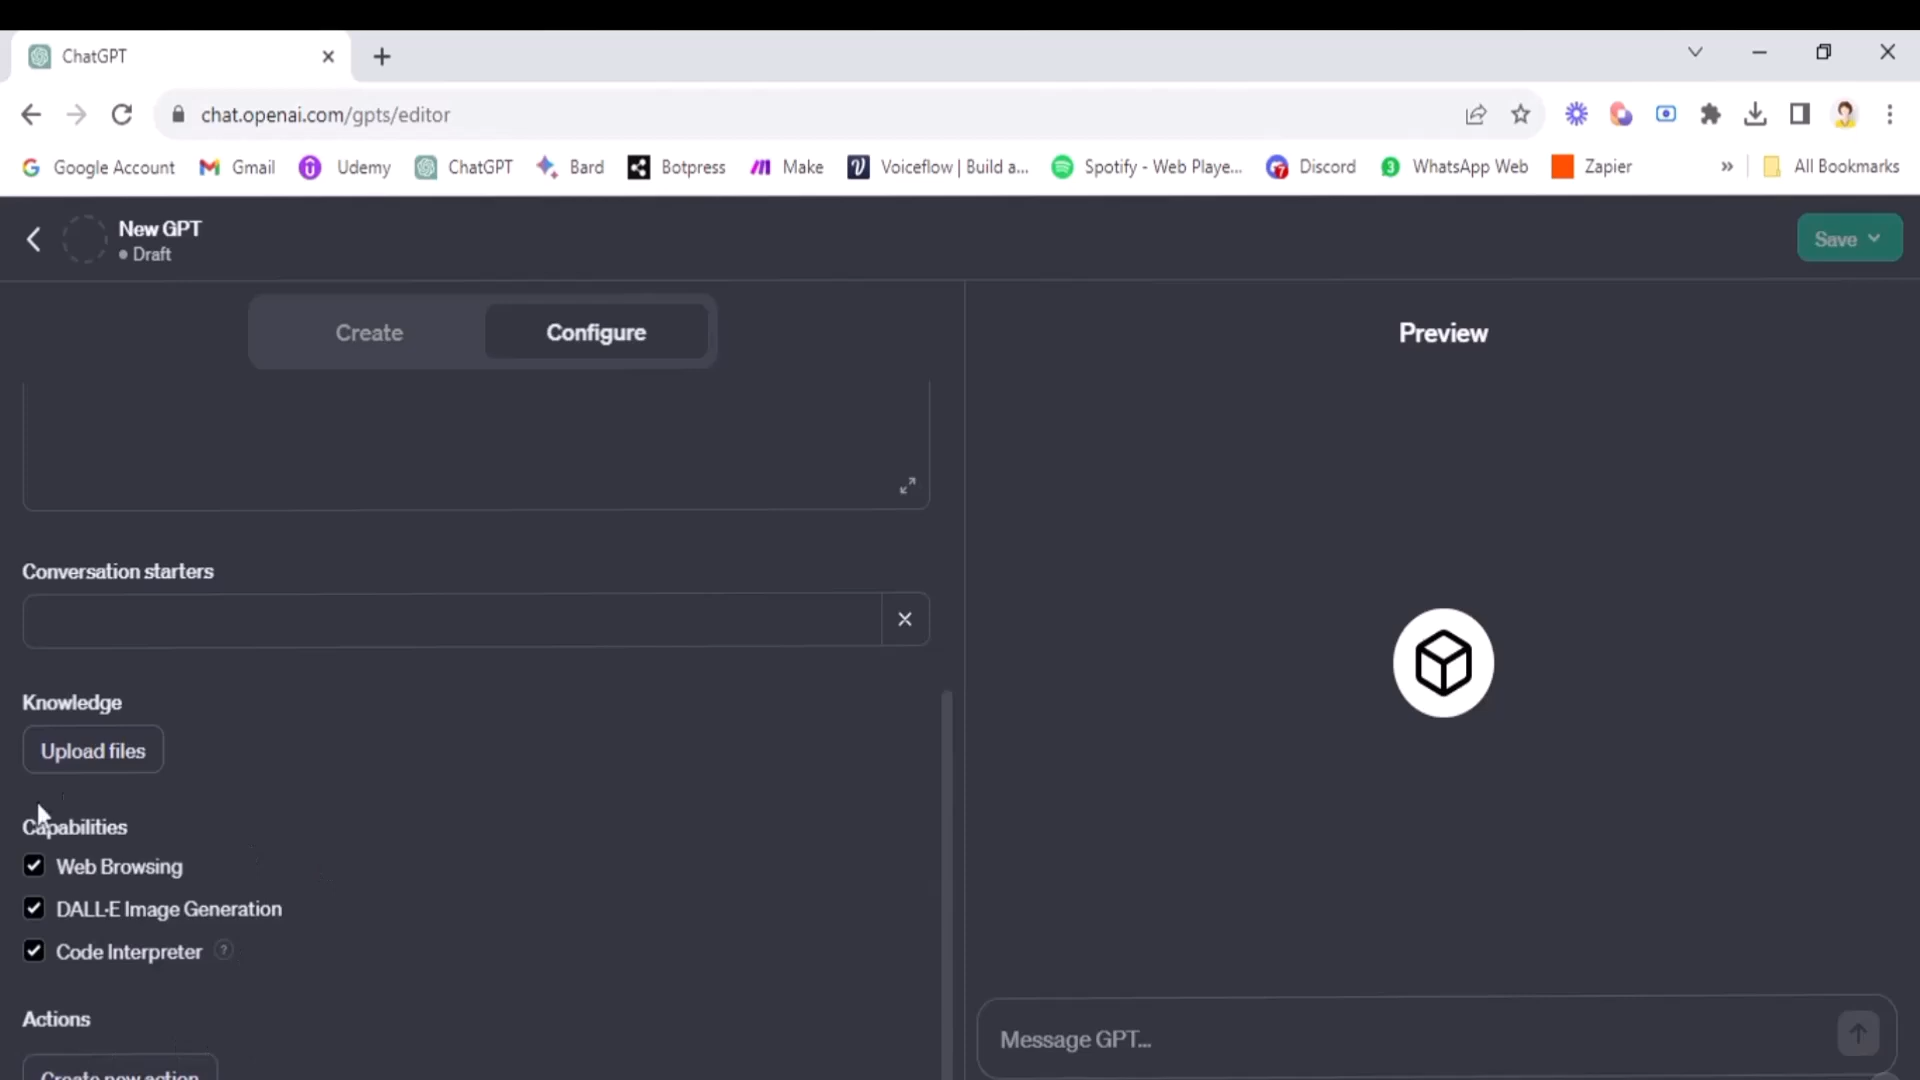 ChatGPT
chat.openai.com/gpts/editor
Google Account Gmail Udemy ChatGPT Bard Botpress Make Voiceflow | Build a... Spotify - Web Playe... 7 Discord 3 WhatsApp Web Zapier » All Bookmarks
New GPT
Draft
Save
Create Configure
Preview
Conversation starters
Knowledge
Upload files
Capabilities
Web Browsing
DALL·E Image Generation
Code Interpreter ?
Actions
Create new action
Message GPT...